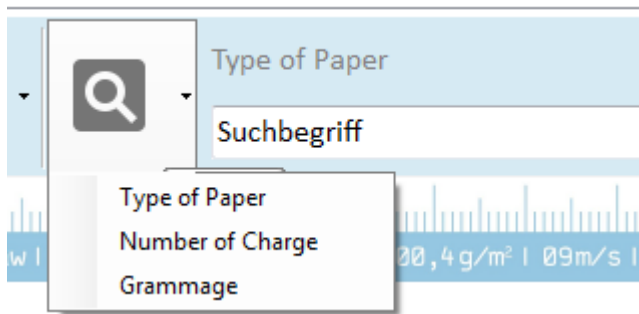 Type of Paper
Suchbegriff
Type of Paper
Number of Charge
Grammage
00,4g/m² | 09m/s |